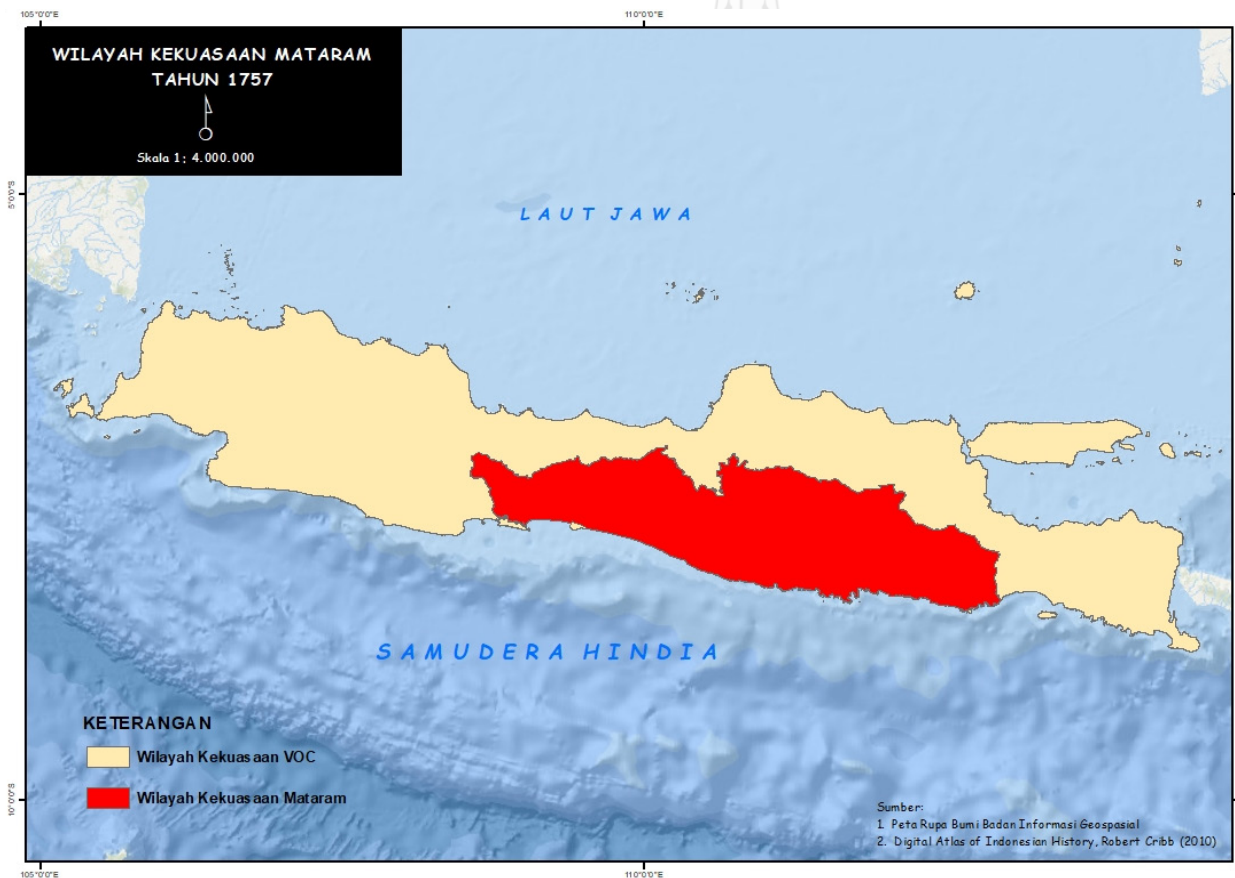 105°0'0"E
110°0'0"E
WILAYAH KEKUASAAN MATARAM
TAHUN 1757
Skala 1: 4.000.000
5°0'0"S
LAUT JAWA
SAMUDERA HINDIA
KETERANGAN
Wilayah Kekuasaan VOC
Wilayah Kekuasaan Mataram
10°0'0"S
Sumber:
1. Peta Rupa Bumi Badan Informasi Geospasial
2. Digital Atlas of Indonesian History, Robert Cribb (2010)
105°0'0"E
110°0'0"E